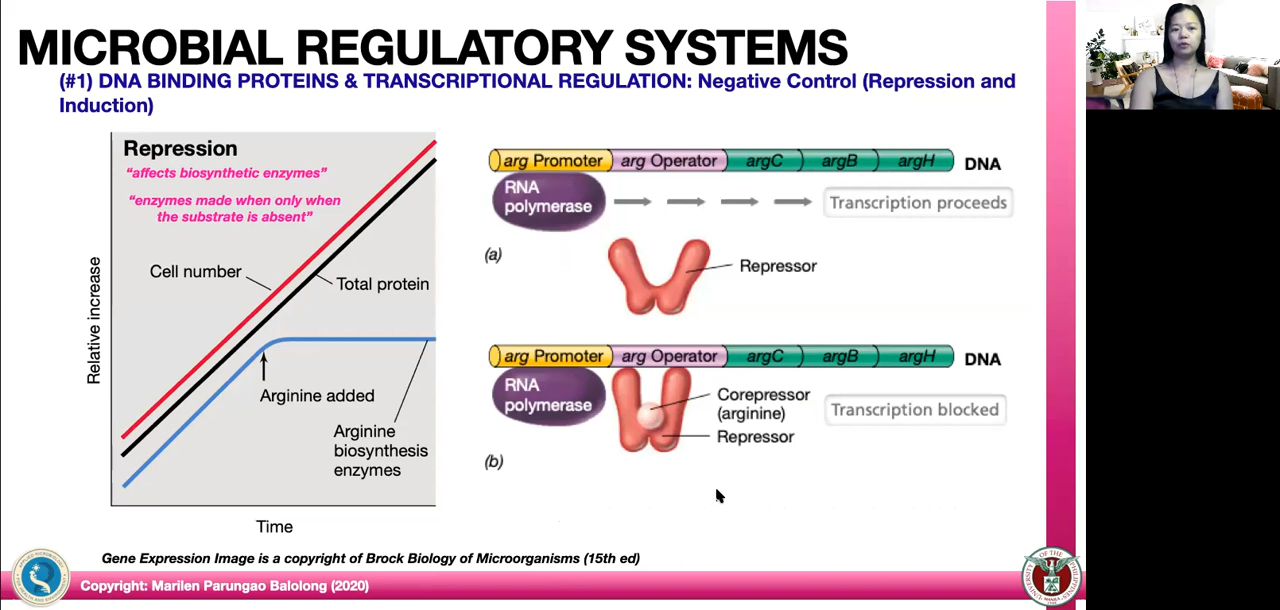 MICROBIAL REGULATORY SYSTEMS
(#1) DNA BINDING PROTEINS & TRANSCRIPTIONAL REGULATION: Negative Control (Repression and
Induction)
Repression
“affects biosynthetic enzymes”
“enzymes made when only when
the substrate is absent”
Cell number
Total protein
Relative increase
Arginine added
Arginine
biosynthesis
enzymes
Time
arg Promoter
arg Operator
argC
argB
argH
DNA
RNA
polymerase
Transcription proceeds
(a)
Repressor
arg Promoter
arg Operator
argC
argB
argH
DNA
RNA
polymerase
Corepressor
(arginine)
Repressor
Transcription blocked
(b)
Gene Expression Image is a copyright of Brock Biology of Microorganisms (15th ed)
Copyright: Marilen Parungao Balolong (2020)